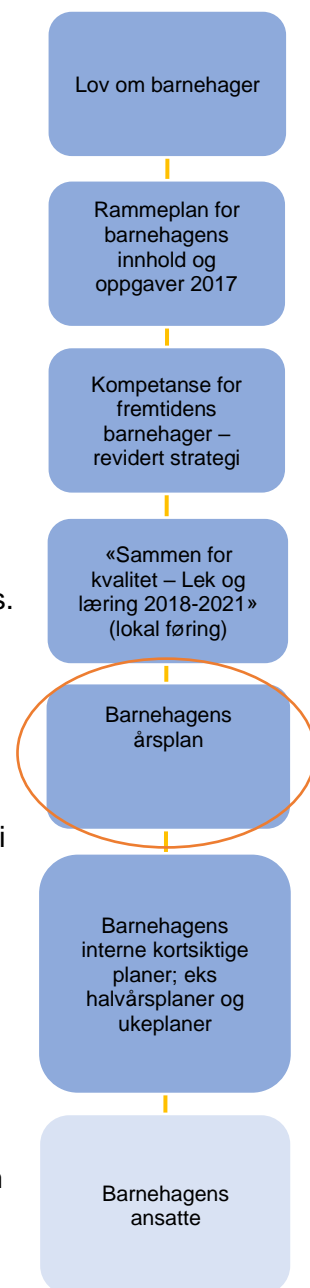 Lov om barnehager
Rammeplan for
barnehagens
innhold og
oppgaver 2017
Kompetanse for
fremtidens
barnehager –
revidert strategi
«Sammen for
kvalitet – Lek og
læring 2018-2021»
(lokal føring)
s.
Barnehagens
årsplan
i
Barnehagens
interne kortsiktige
planer; eks
halvårsplaner og
ukeplaner
Barnehagens
ansatte